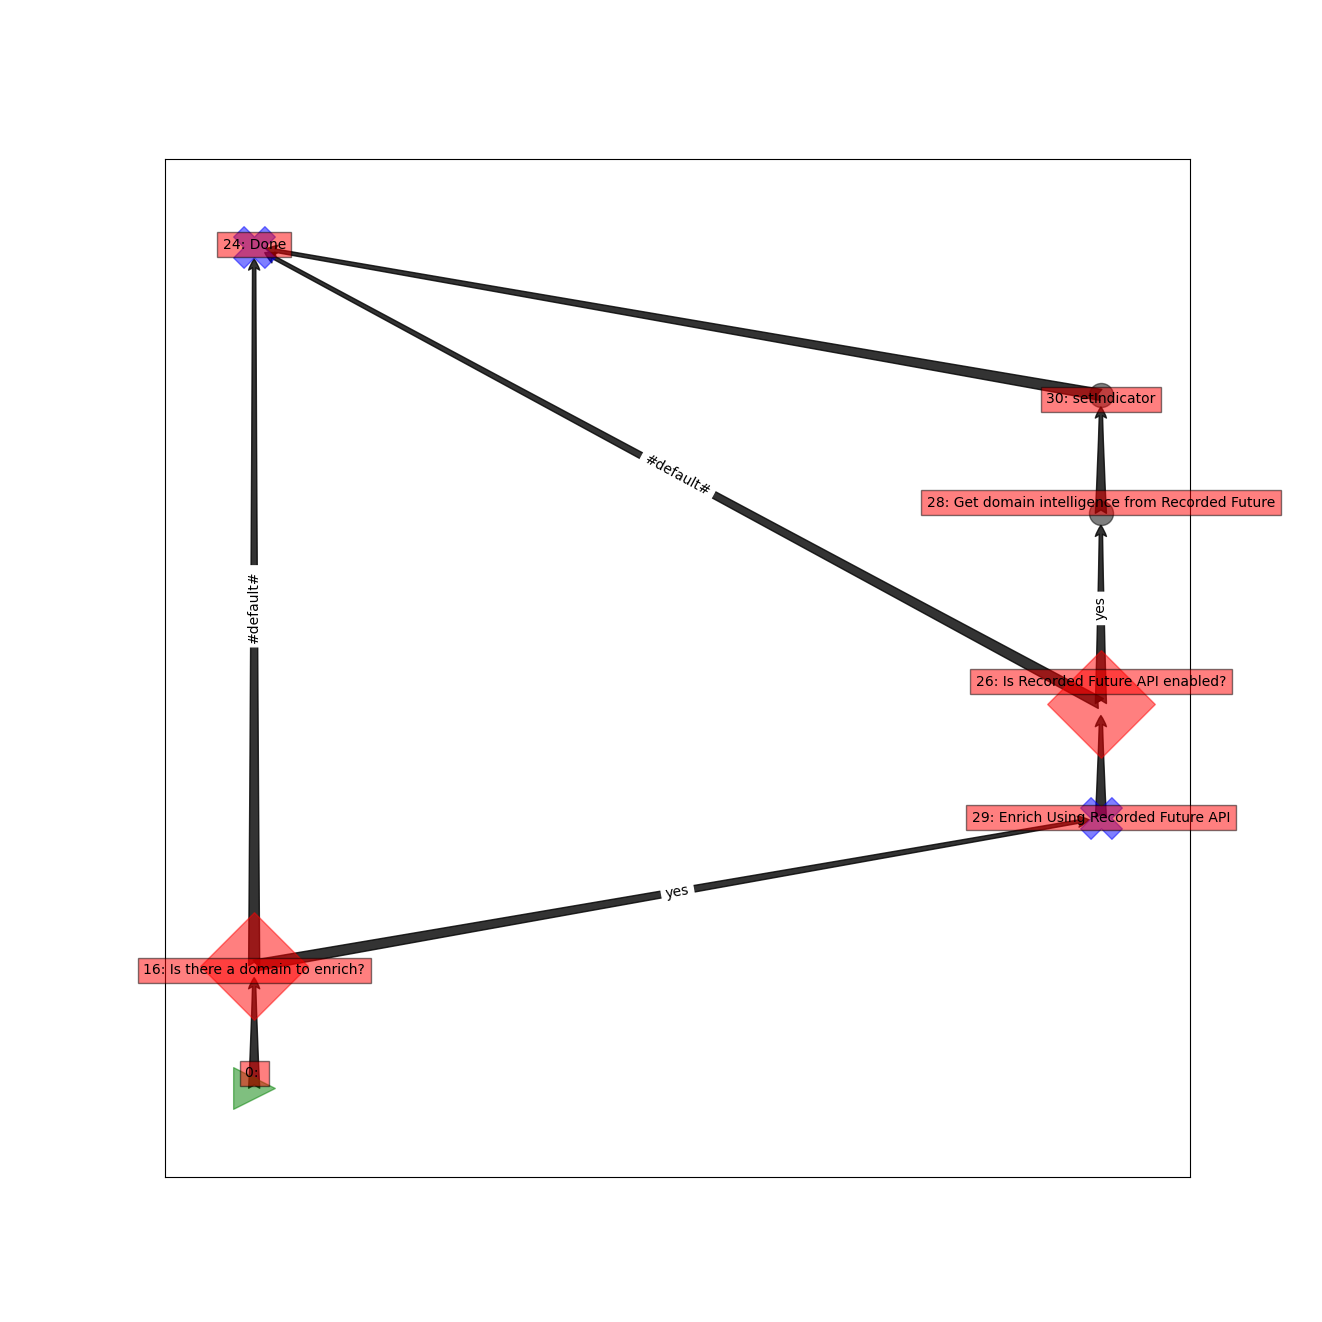 24: Done
30: setIndicator
#default#
28: Get domain intelligence from Recorded Future
#default#
yes
26: Is Recorded Future API enabled?
29: Enrich Using Recorded Future API
yes
16: Is there a domain to enrich?
0: